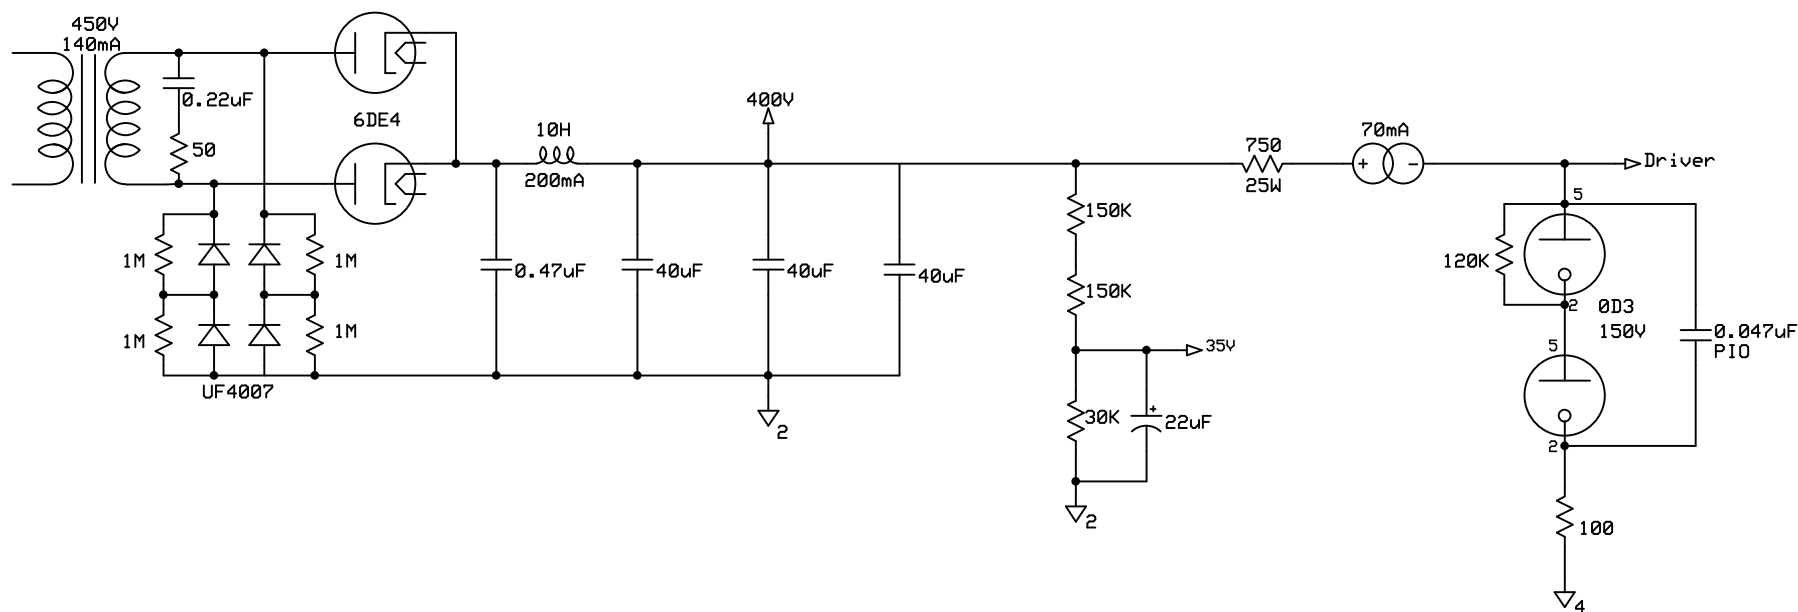 450V
140mA
0.22uF
50
6DE4
1M
1M
1M
1M
UF4007
10H
200mA
0.47uF
40uF
400V
40uF
40uF
2
150K
150K
35V
30K
+
22uF
2
750
25W
70mA
+
-
Driver
5
120K
2
0D3
150V
5
0.047uF
PIO
2
100
4